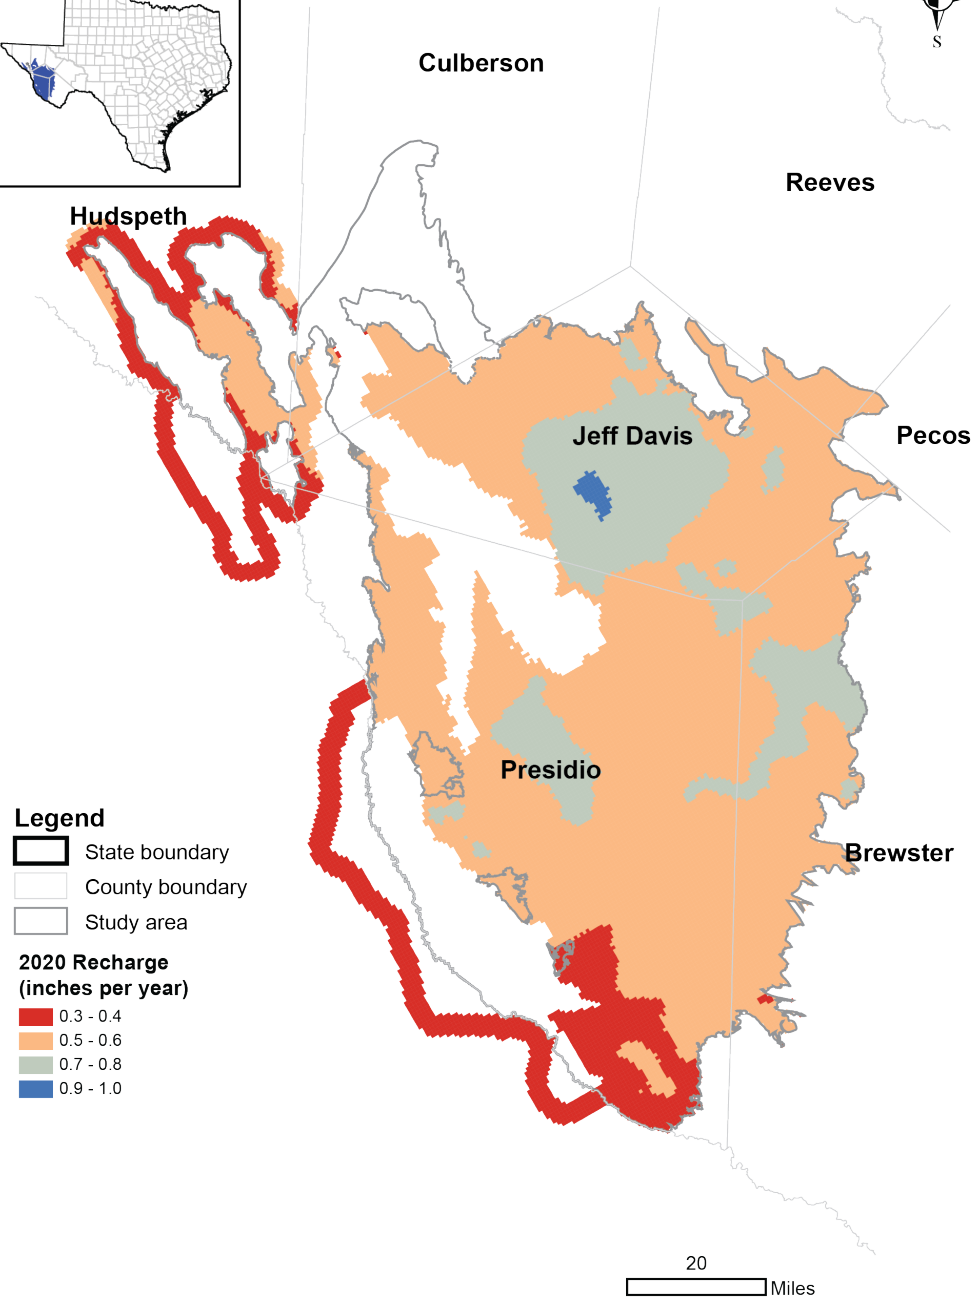 S
Culberson
Reeves
Hudspeth
Jeff Davis
Pecos
Presidio
Brewster
Legend
State boundary
County boundary
Study area
2020 Recharge
(inches per year)
0.3 - 0.4
0.5 - 0.6
0.7 - 0.8
0.9 - 1.0
20
Miles